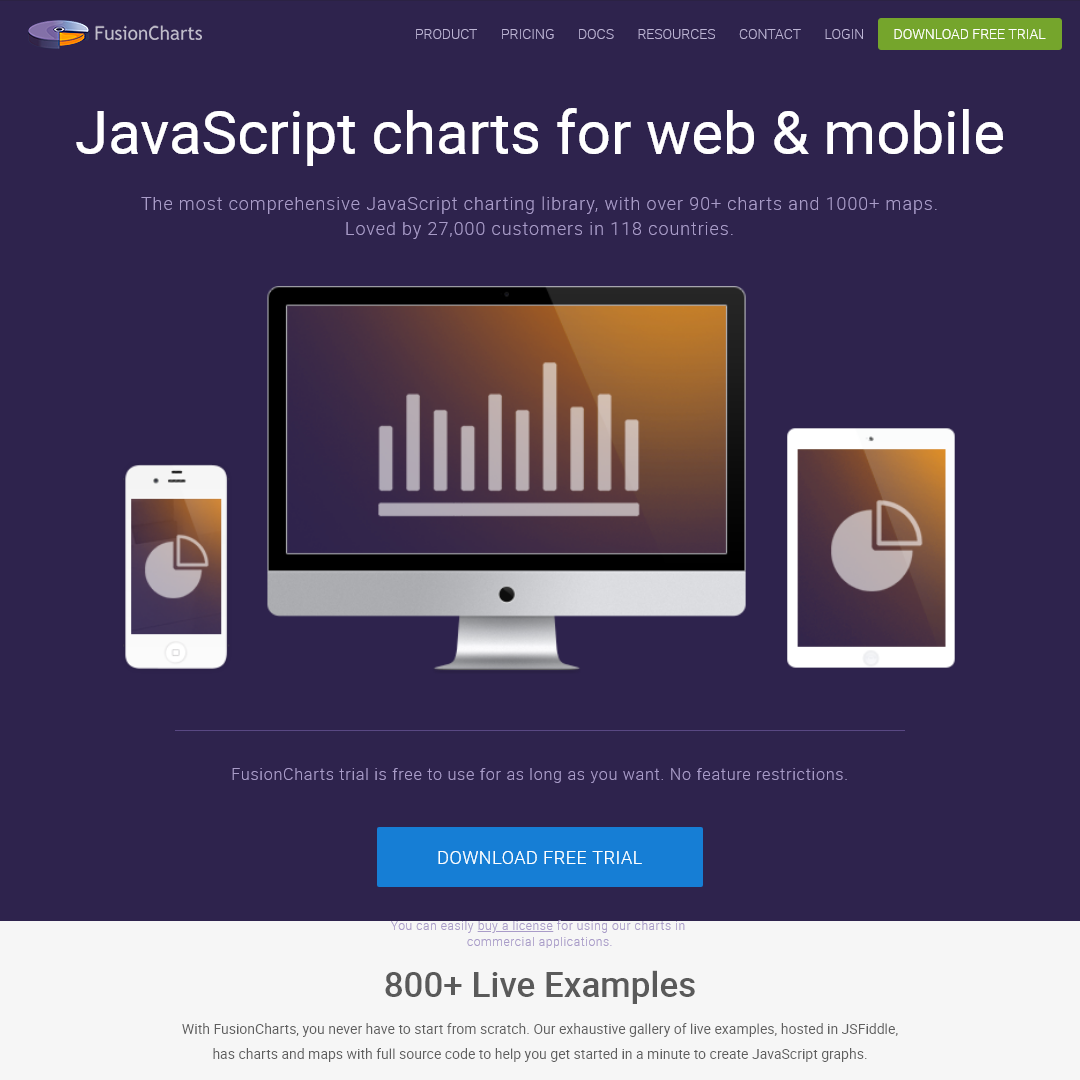 FusionCharts
PRODUCT PRICING DOCS RESOURCES CONTACT LOGIN DOWNLOAD FREE TRIAL
JavaScript charts for web & mobile
The most comprehensive JavaScript charting library, with over 90+ charts and 1000+ maps.
Loved by 27,000 customers in 118 countries.
FusionCharts trial is free to use for as long as you want. No feature restrictions.
DOWNLOAD FREE TRIAL
You can easily buy a license for using our charts in
commercial applications.
800+ Live Examples
With FusionCharts, you never have to start from scratch. Our exhaustive gallery of live examples, hosted in JSFiddle,
has charts and maps with full source code to help you get started in a minute to create JavaScript graphs.